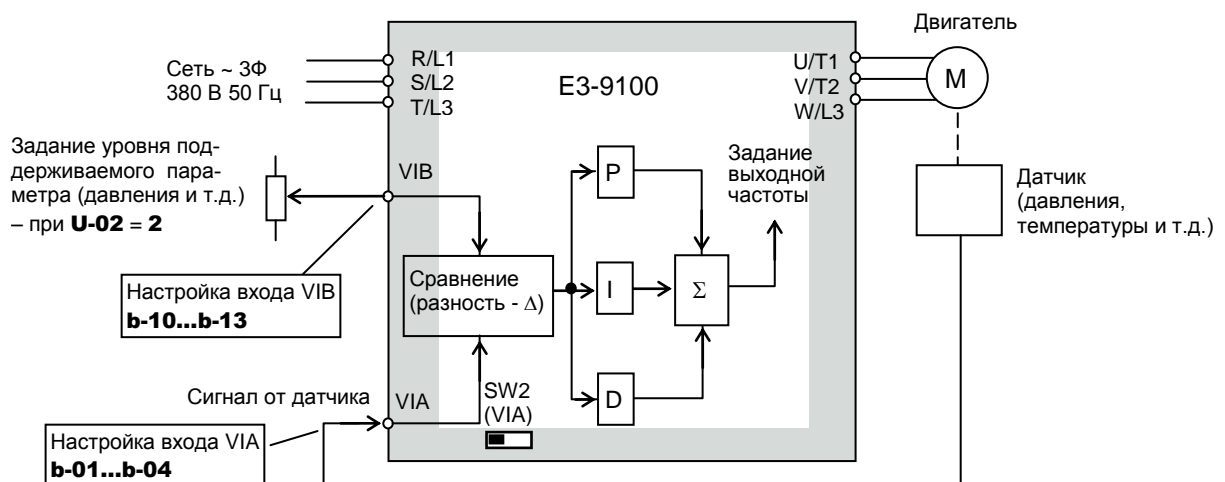 Двигатель
Сеть ~ 3Ф
380 В 50 Гц
R/L1
S/L2
T/L3
E3-9100
U/T1
V/T2
W/L3
M
Задание уровня под-
держиваемого пара-
метра (давления и т.д.)
– при U-02 = 2
VIB
P
Задание
выходной
частоты
Датчик
(давления,
температуры и т.д.)
Настройка входа VIB
b-10...b-13
Сравнение
(разность - Δ)
I
Σ
Сигнал от датчика
VIA
SW2
(VIA)
D
Настройка входа VIA
b-01...b-04